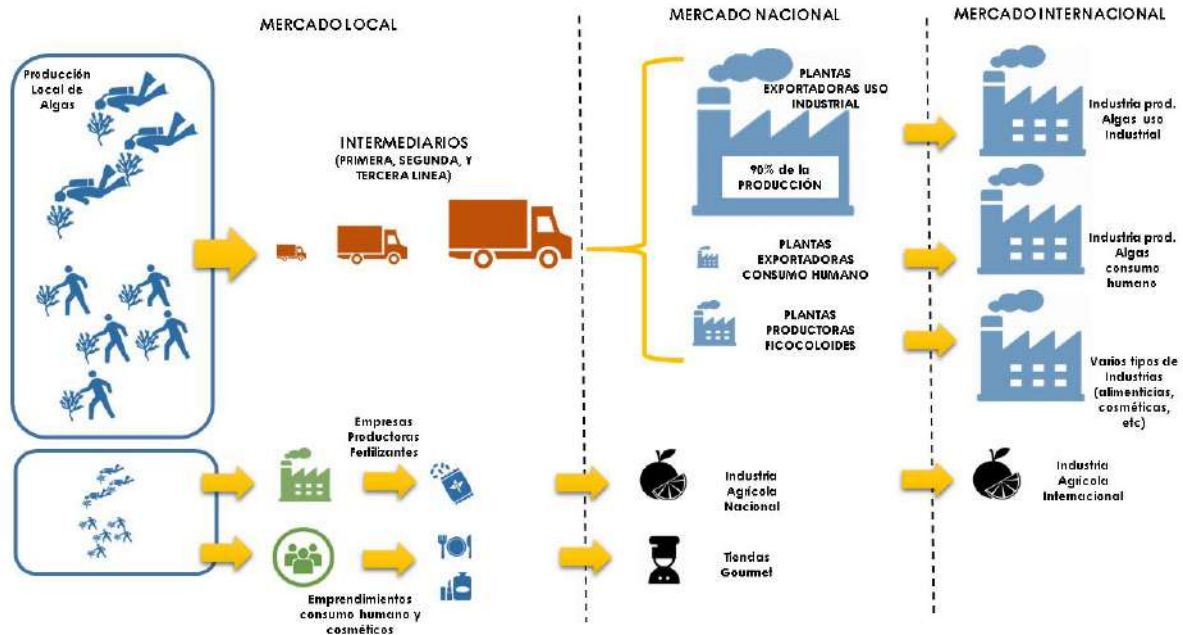 MERCADO LOCAL
MERCADO NACIONAL
MERCADO INTERNACIONAL
Producción
Local de
Algas
INTERMEDIARIOS
(PRIMERA, SEGUNDA, Y
TERCERA LINEA)
PLANTAS
EXPORTADORAS USO
INDUSTRIAL
90% de la
PRODUCCIÓN
PLANTAS
EXPORTADORAS
CONSUMO HUMANO
PLANTAS
PRODUCTORAS
FICOCOLOIDES
Industria prod.
Algas uso
Industrial
Industria prod.
Algas
consumo
humano
Varios tipos de
Industrias
(alimenticias,
cosméticas,
etc)
Empresas
Productoras
Fertilizantes
Industria
Agrícola
Nacional
Industria
Agrícola
Internacional
Tiendas
Gourmet
Emprendimientos
consumo humano y
cosméticos